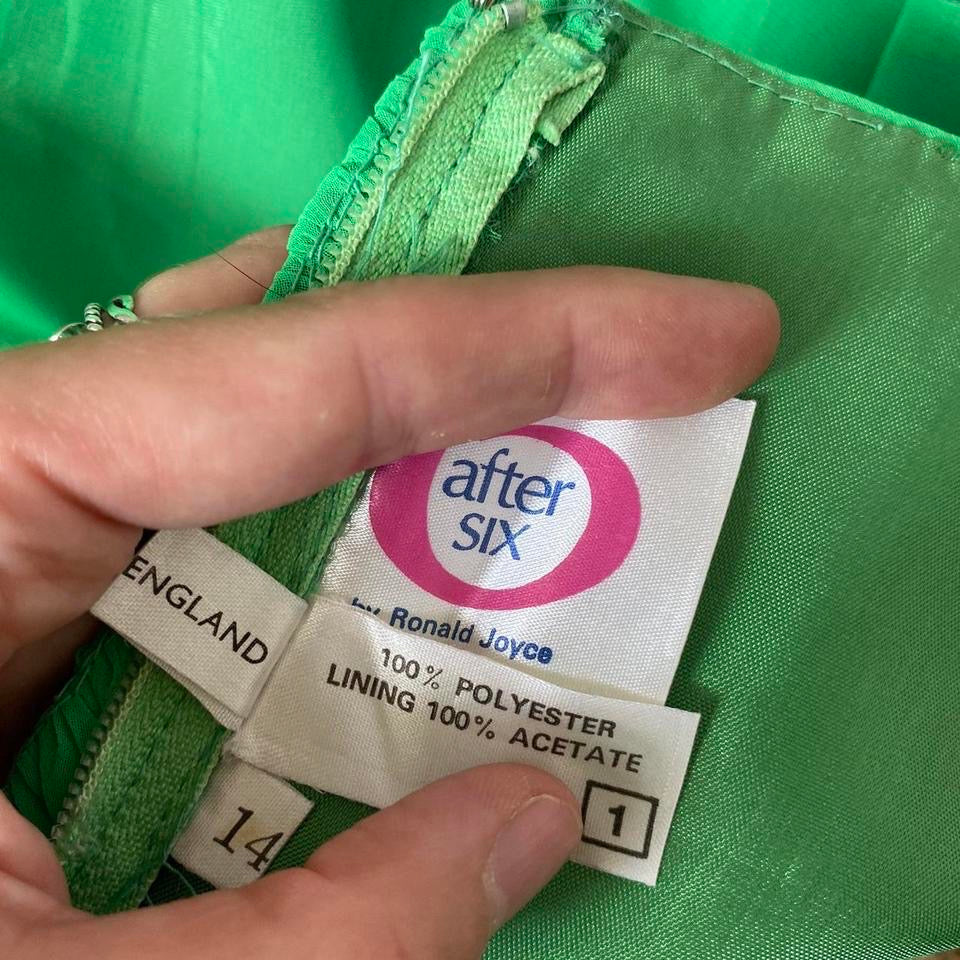 after
SIX
by Ronald Joyce
ENGLAND
100% POLYESTER
LINING 100% ACETATE
1
14